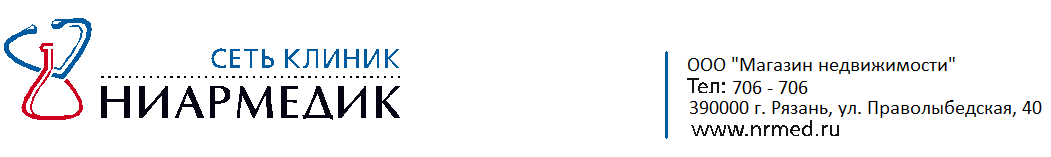 СЕТЬ КЛИНИК
НИАРМЕДИК
ООО "Магазин недвижимости"
Тел: 706 - 706
390000 г. Рязань, ул. Праволыбедская, 40
www.nrmed.ru